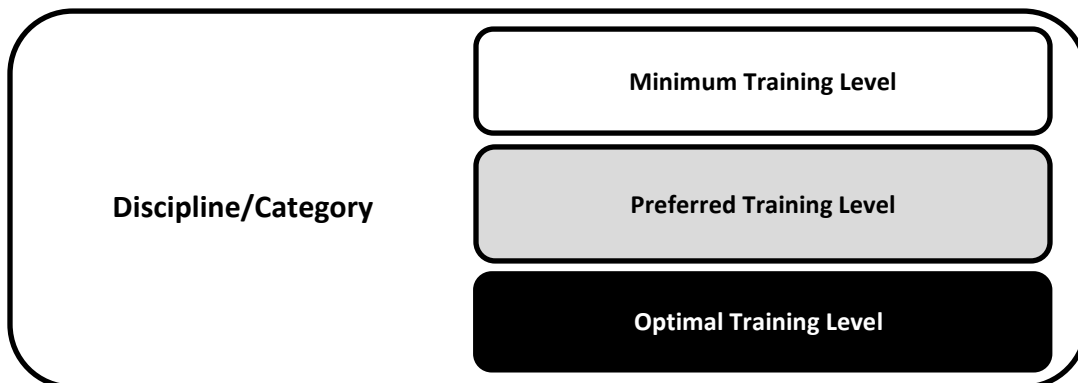 Minimum Training Level
Discipline/Category
Preferred Training Level
Optimal Training Level